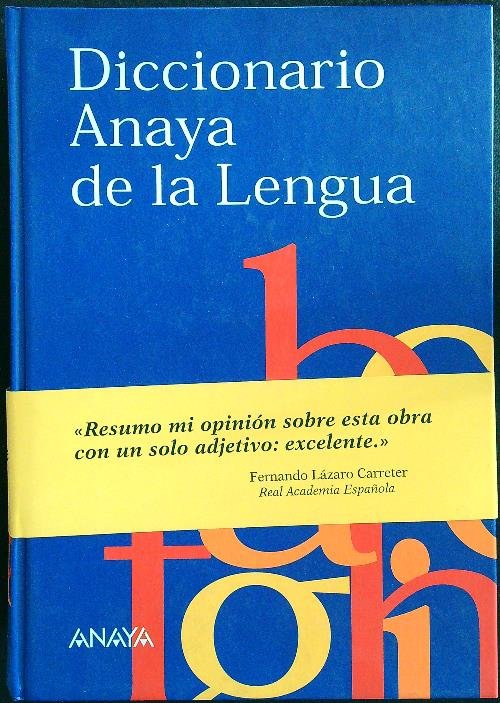 Diccionario
Anaya
de la Lengua
«Resumo mi opinión sobre esta obra
con un solo adjetivo: excelente.»
Fernando Lázaro Carreter
Real Academia Española
ANAYA